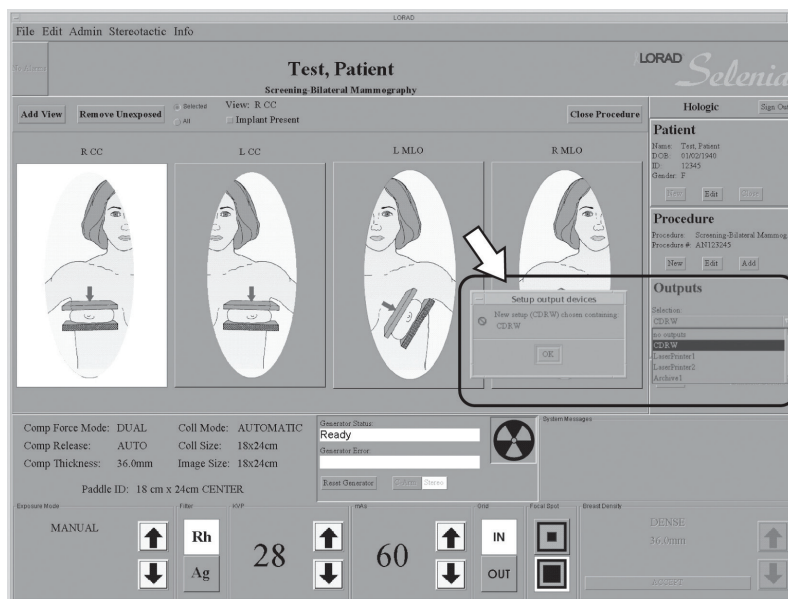 LORAD
File Edit Admin Stereotactic Info
No Alarms
Test, Patient
Screening-Bilateral Mammography
LORAD
Selenia
Add View
Remove Unexposed
Selected
All
View: R CC
Implant Present
Close Procedure
Hologic
Sign Out
Patient
Name: Test, Patient
DOB: 01/02/1940
ID: 12345
Gender: F
New Edit
R CC
L CC
L MLO
R MLO
Procedure
Procedure: Screening-Bilateral Mammog
Procedure #: AN123245
New Edit Add
Outputs
Selection:
CDRW
no outputs
CDRW
LaserPrinter1
LaserPrinter2
Archive1
Setup output devices
New setup (CDRW) chosen containing
CDRW
OK
Comp Force Mode: DUAL
Comp Release: AUTO
Comp Thickness: 36.0mm
Coll Mode: AUTOMATIC
Coll Size: 18x24cm
Image Size: 18x24cm
Paddle ID: 18 cm x 24cm CENTER
Generator Status:
Ready
Generator Error:
Reset Generator
C-Arm Stereo
System Messages
Exposure Mode
MANUAL
Filter
Rh
Ag
KVP
28
mAs
60
Grid
IN
OUT
Focal Spot
Breast Density
DENSE
36.0mm
ACCEPT